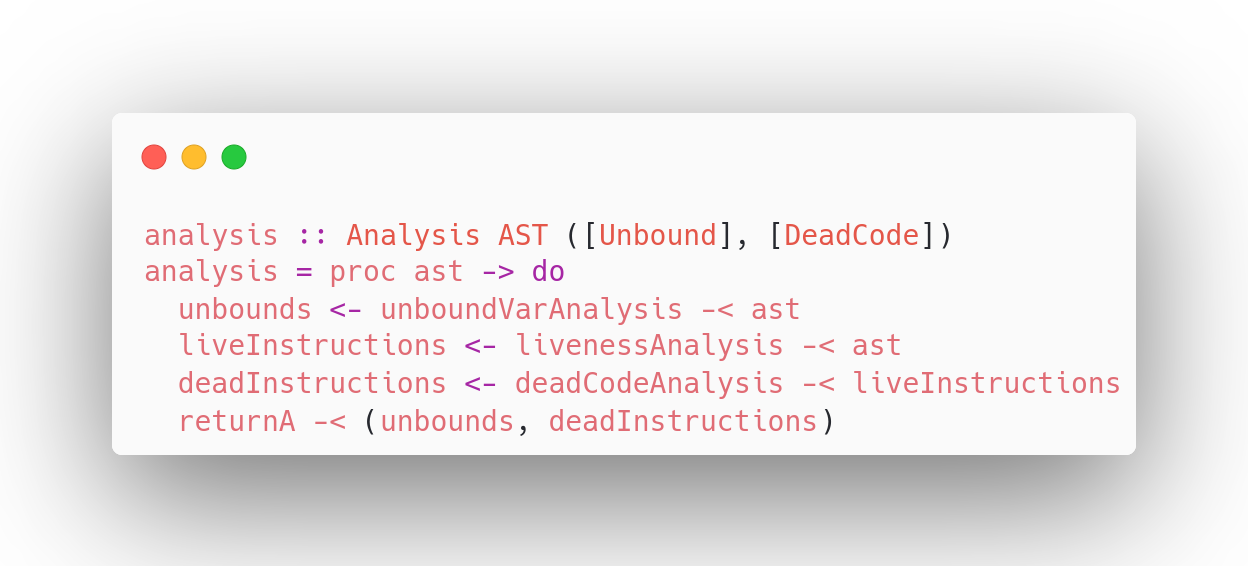 analysis :: Analysis AST ([Unbound], [DeadCode])
analysis = proc ast -> do
  unbounds <- unboundVarAnalysis -< ast
  liveInstructions <- livenessAnalysis -< ast
  deadInstructions <- deadCodeAnalysis -< liveInstructions
  returnA -< (unbounds, deadInstructions)